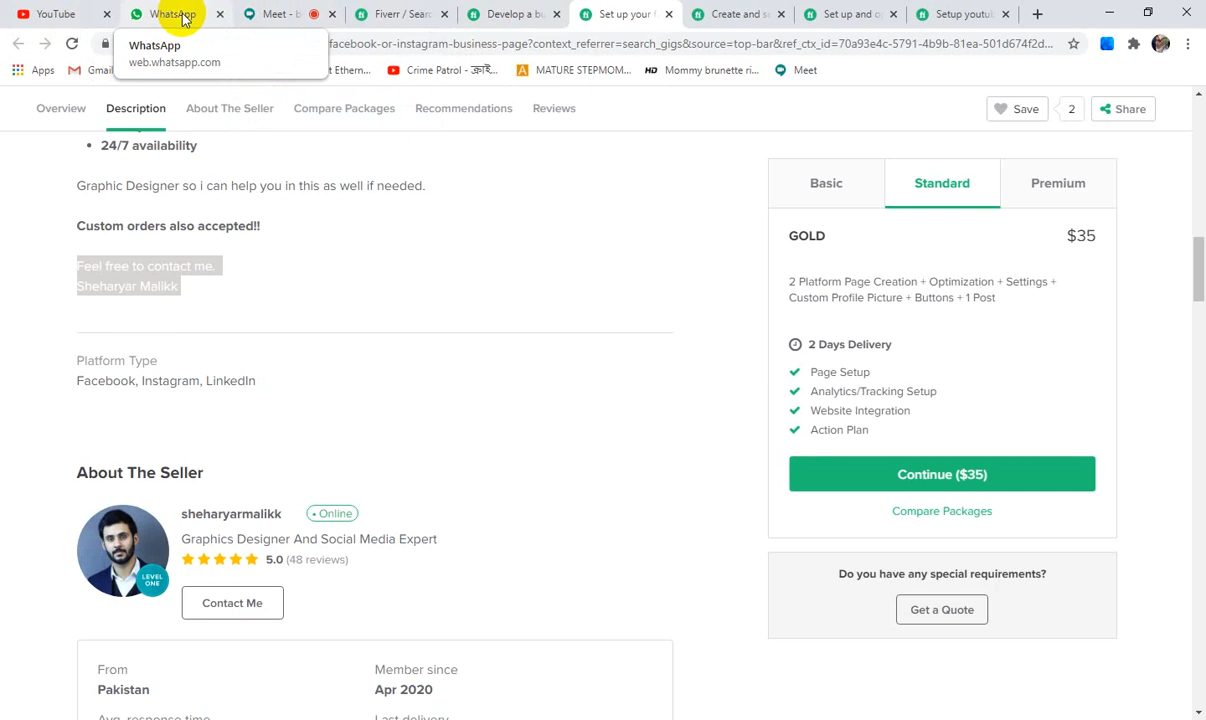 YouTube
WhatsApp
Meet - b
Fiverr / Sear
Develop a bu
Set up your f
Create and s
Set up and o
Setup youtub
WhatsApp
web.whatsapp.com
facebook-or-instagram-business-page?context_referrer=search_gigs&source=top-bar&ref_ctx_id=70a93e4c-5791-4b9b-81ea-501d674f2d...
Apps
Gmail
t Ethern...
Crime Patrol - ক্রাই...
MATURE STEPMOM...
HD Mommy brunette ri...
Meet
Overview
Description
About The Seller
Compare Packages
Recommendations
Reviews
Save
2
Share
• 24/7 availability
Graphic Designer so i can help you in this as well if needed.
Custom orders also accepted!!
Feel free to contact me.
Sheharyar Malikk
Platform Type
Facebook, Instagram, LinkedIn
About The Seller
LEVEL
ONE
sheharyarmalikk
• Online
Graphics Designer And Social Media Expert
5.0 (48 reviews)
Contact Me
From
Pakistan
Member since
Apr 2020
Avg. response time
Last delivery
Basic
Standard
Premium
GOLD
$35
2 Platform Page Creation + Optimization + Settings +
Custom Profile Picture + Buttons + 1 Post
2 Days Delivery
Page Setup
Analytics/Tracking Setup
Website Integration
Action Plan
Continue ($35)
Compare Packages
Do you have any special requirements?
Get a Quote